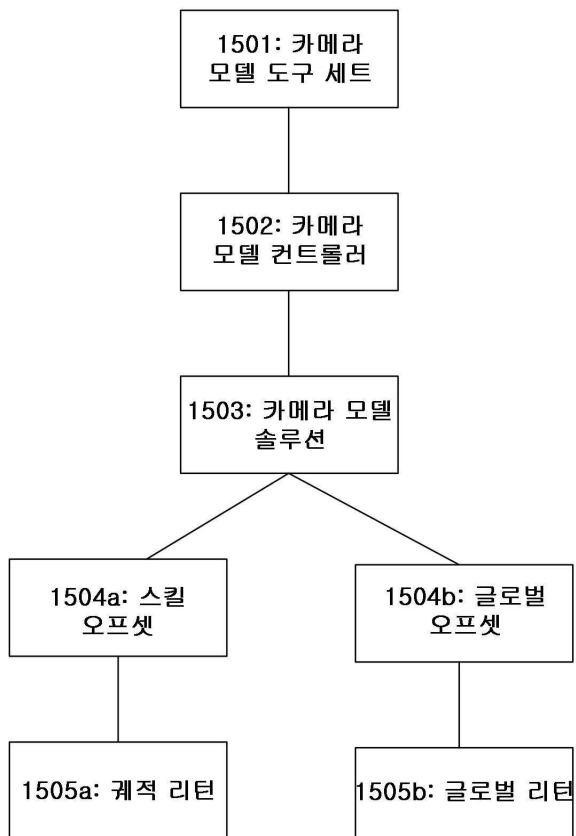 1501: 카메라
모델 도구 세트
1502: 카메라
모델 컨트롤러
1503: 카메라 모델
솔루션
1504a: 스킬
오프셋
1504b: 글로벌
오프셋
1505a: 궤적 리턴
1505b: 글로벌 리턴